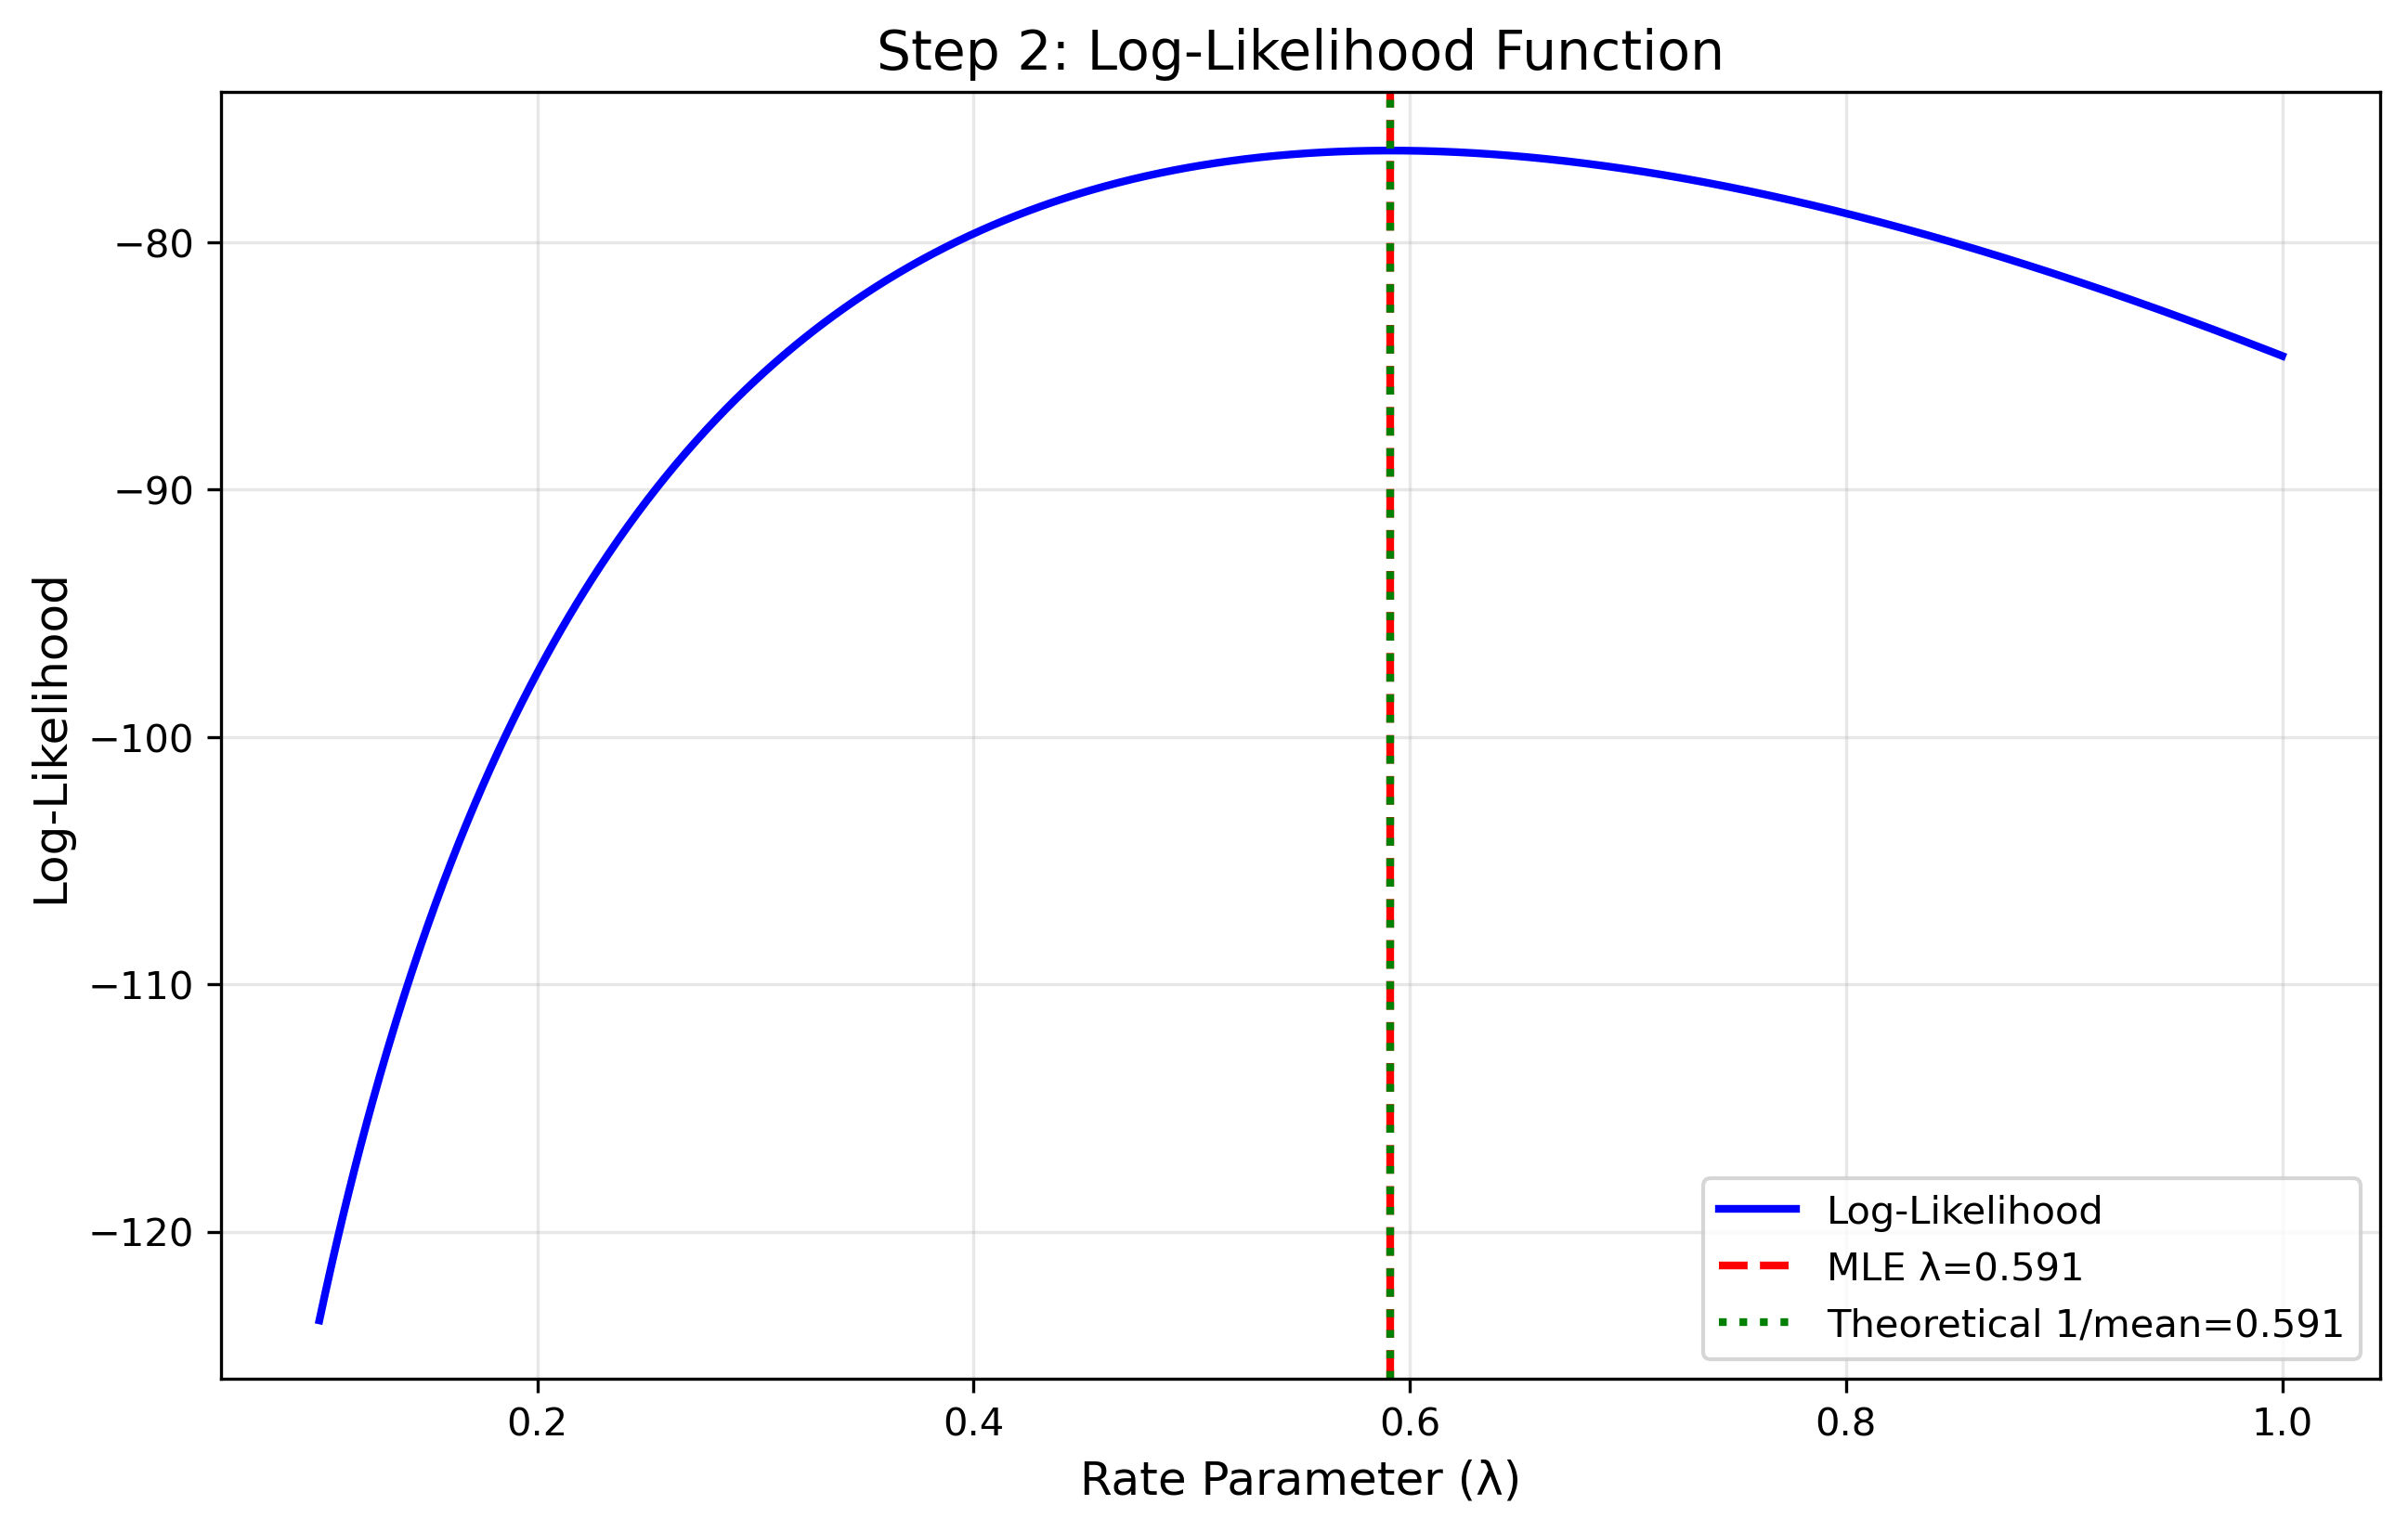 Step 2: Log-Likelihood Function
Log-Likelihood
−80
−90
−100
−110
−120
0.2
0.4
0.6
0.8
1.0
Rate Parameter (λ)
Log-Likelihood
MLE λ=0.591
Theoretical 1/mean=0.591